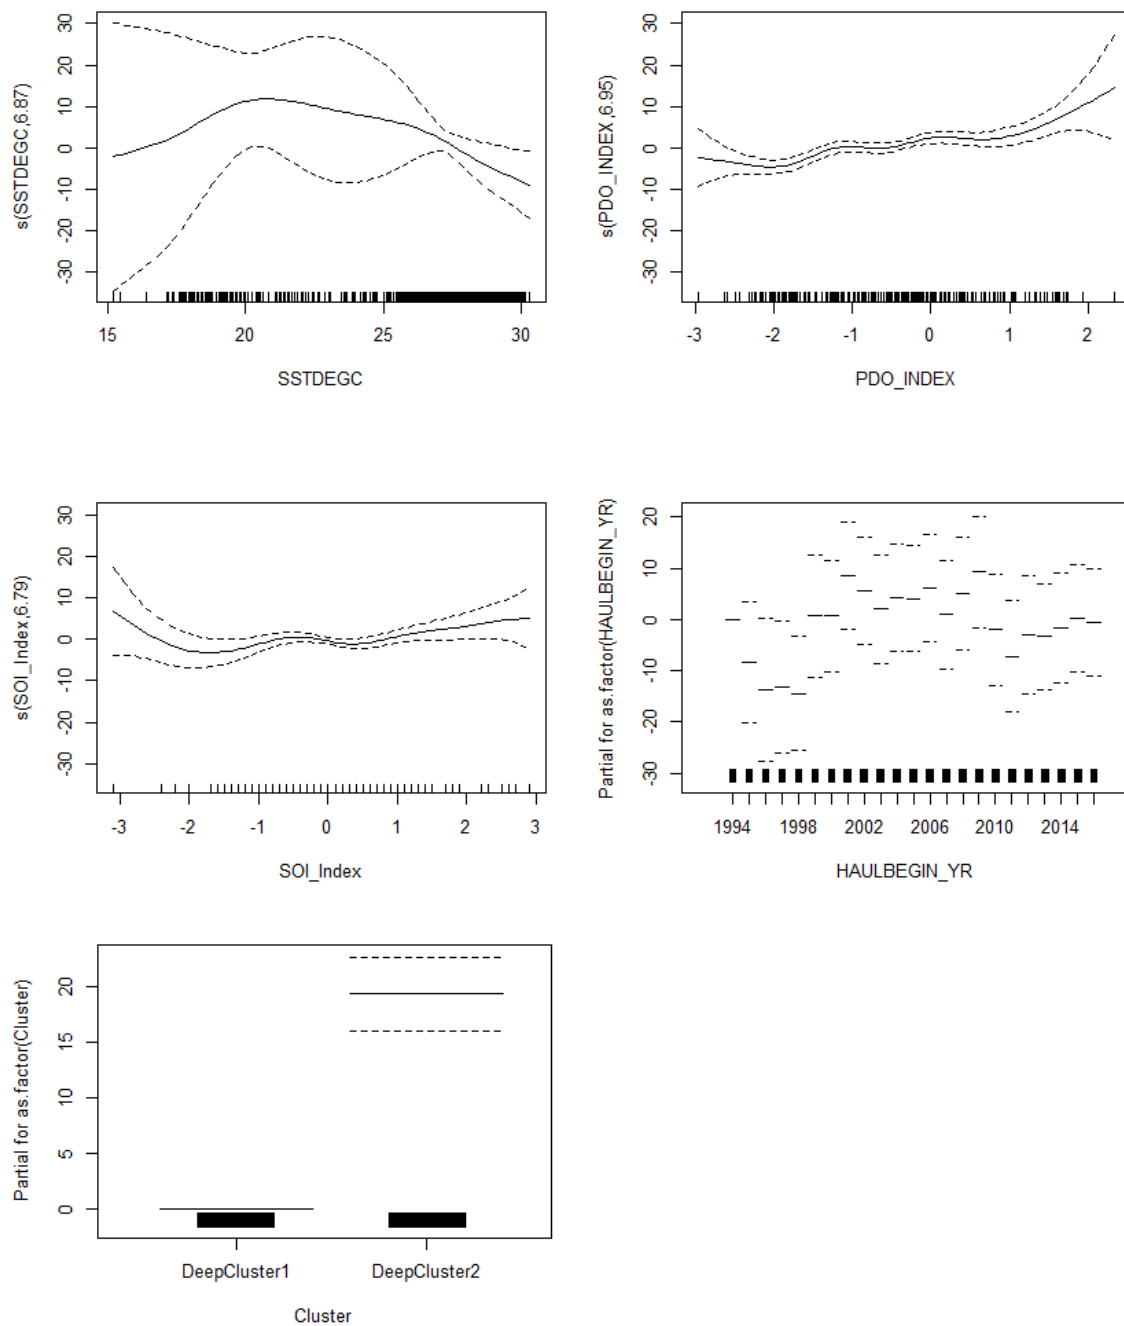 s(SSTDEGC,6.87)
30
20
10
0
-10
-20
-30
15 20 25 30
SSTDEGC
s(PDO_INDEX,6.95)
30
20
10
0
-10
-20
-30
-3 -2 -1 0 1 2
PDO_INDEX
s(SOI_Index,6.79)
30
20
10
0
-10
-20
-30
-3 -2 -1 0 1 2 3
SOI_Index
Partial for as.factor(HAULBEGIN_YR)
20
10
0
-10
-20
-30
1994 1998 2002 2006 2010 2014
HAULBEGIN_YR
Partial for as.factor(Cluster)
20
15
10
5
0
DeepCluster1 DeepCluster2
Cluster